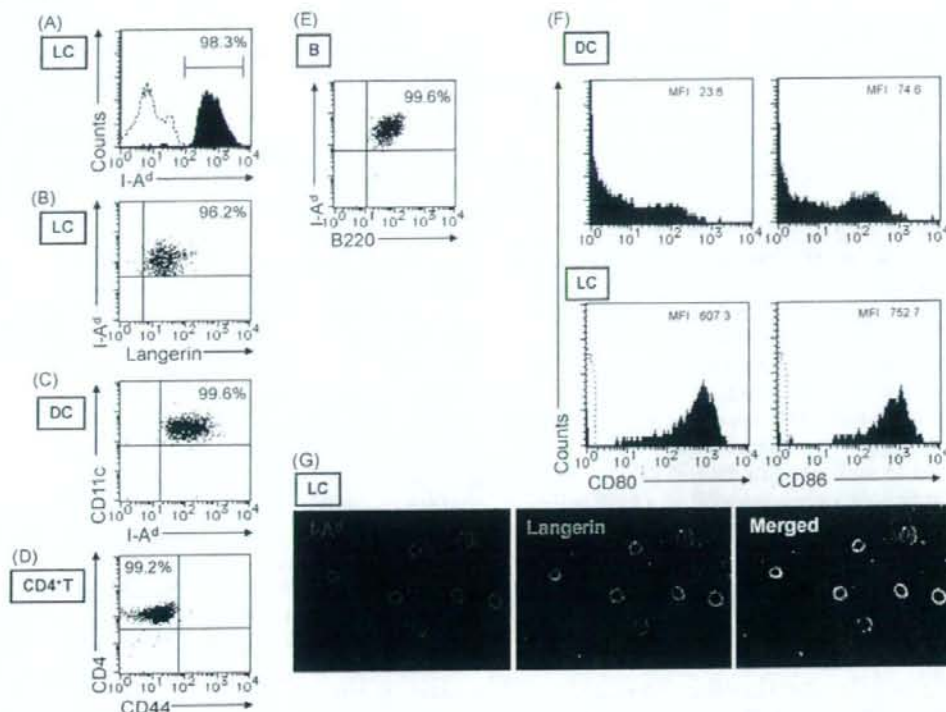 (A)
LC
98.3%
Counts
10⁰ 10¹ 10² 10³ 10⁴
I-Aᵈ
(B)
LC
96.2%
I-Aᵈ
10⁰ 10¹ 10² 10³ 10⁴
Langerin
(C)
DC
99.6%
CD11c
10⁰ 10¹ 10² 10³ 10⁴
I-Aᵈ
(D)
CD4⁺T
99.2%
CD4
10⁰ 10¹ 10² 10³ 10⁴
CD44
(E)
B
99.6%
I-Aᵈ
10⁰ 10¹ 10² 10³ 10⁴
B220
(F)
DC
MFI 23.8
10⁰ 10¹ 10² 10³ 10⁴
MFI 74.6
10⁰ 10¹ 10² 10³ 10⁴
LC
MFI 607.3
10⁰ 10¹ 10² 10³ 10⁴
MFI 752.7
10⁰ 10¹ 10² 10³ 10⁴
Counts
CD80
CD86
(G)
LC
I-Aᵈ
Langerin
Merged